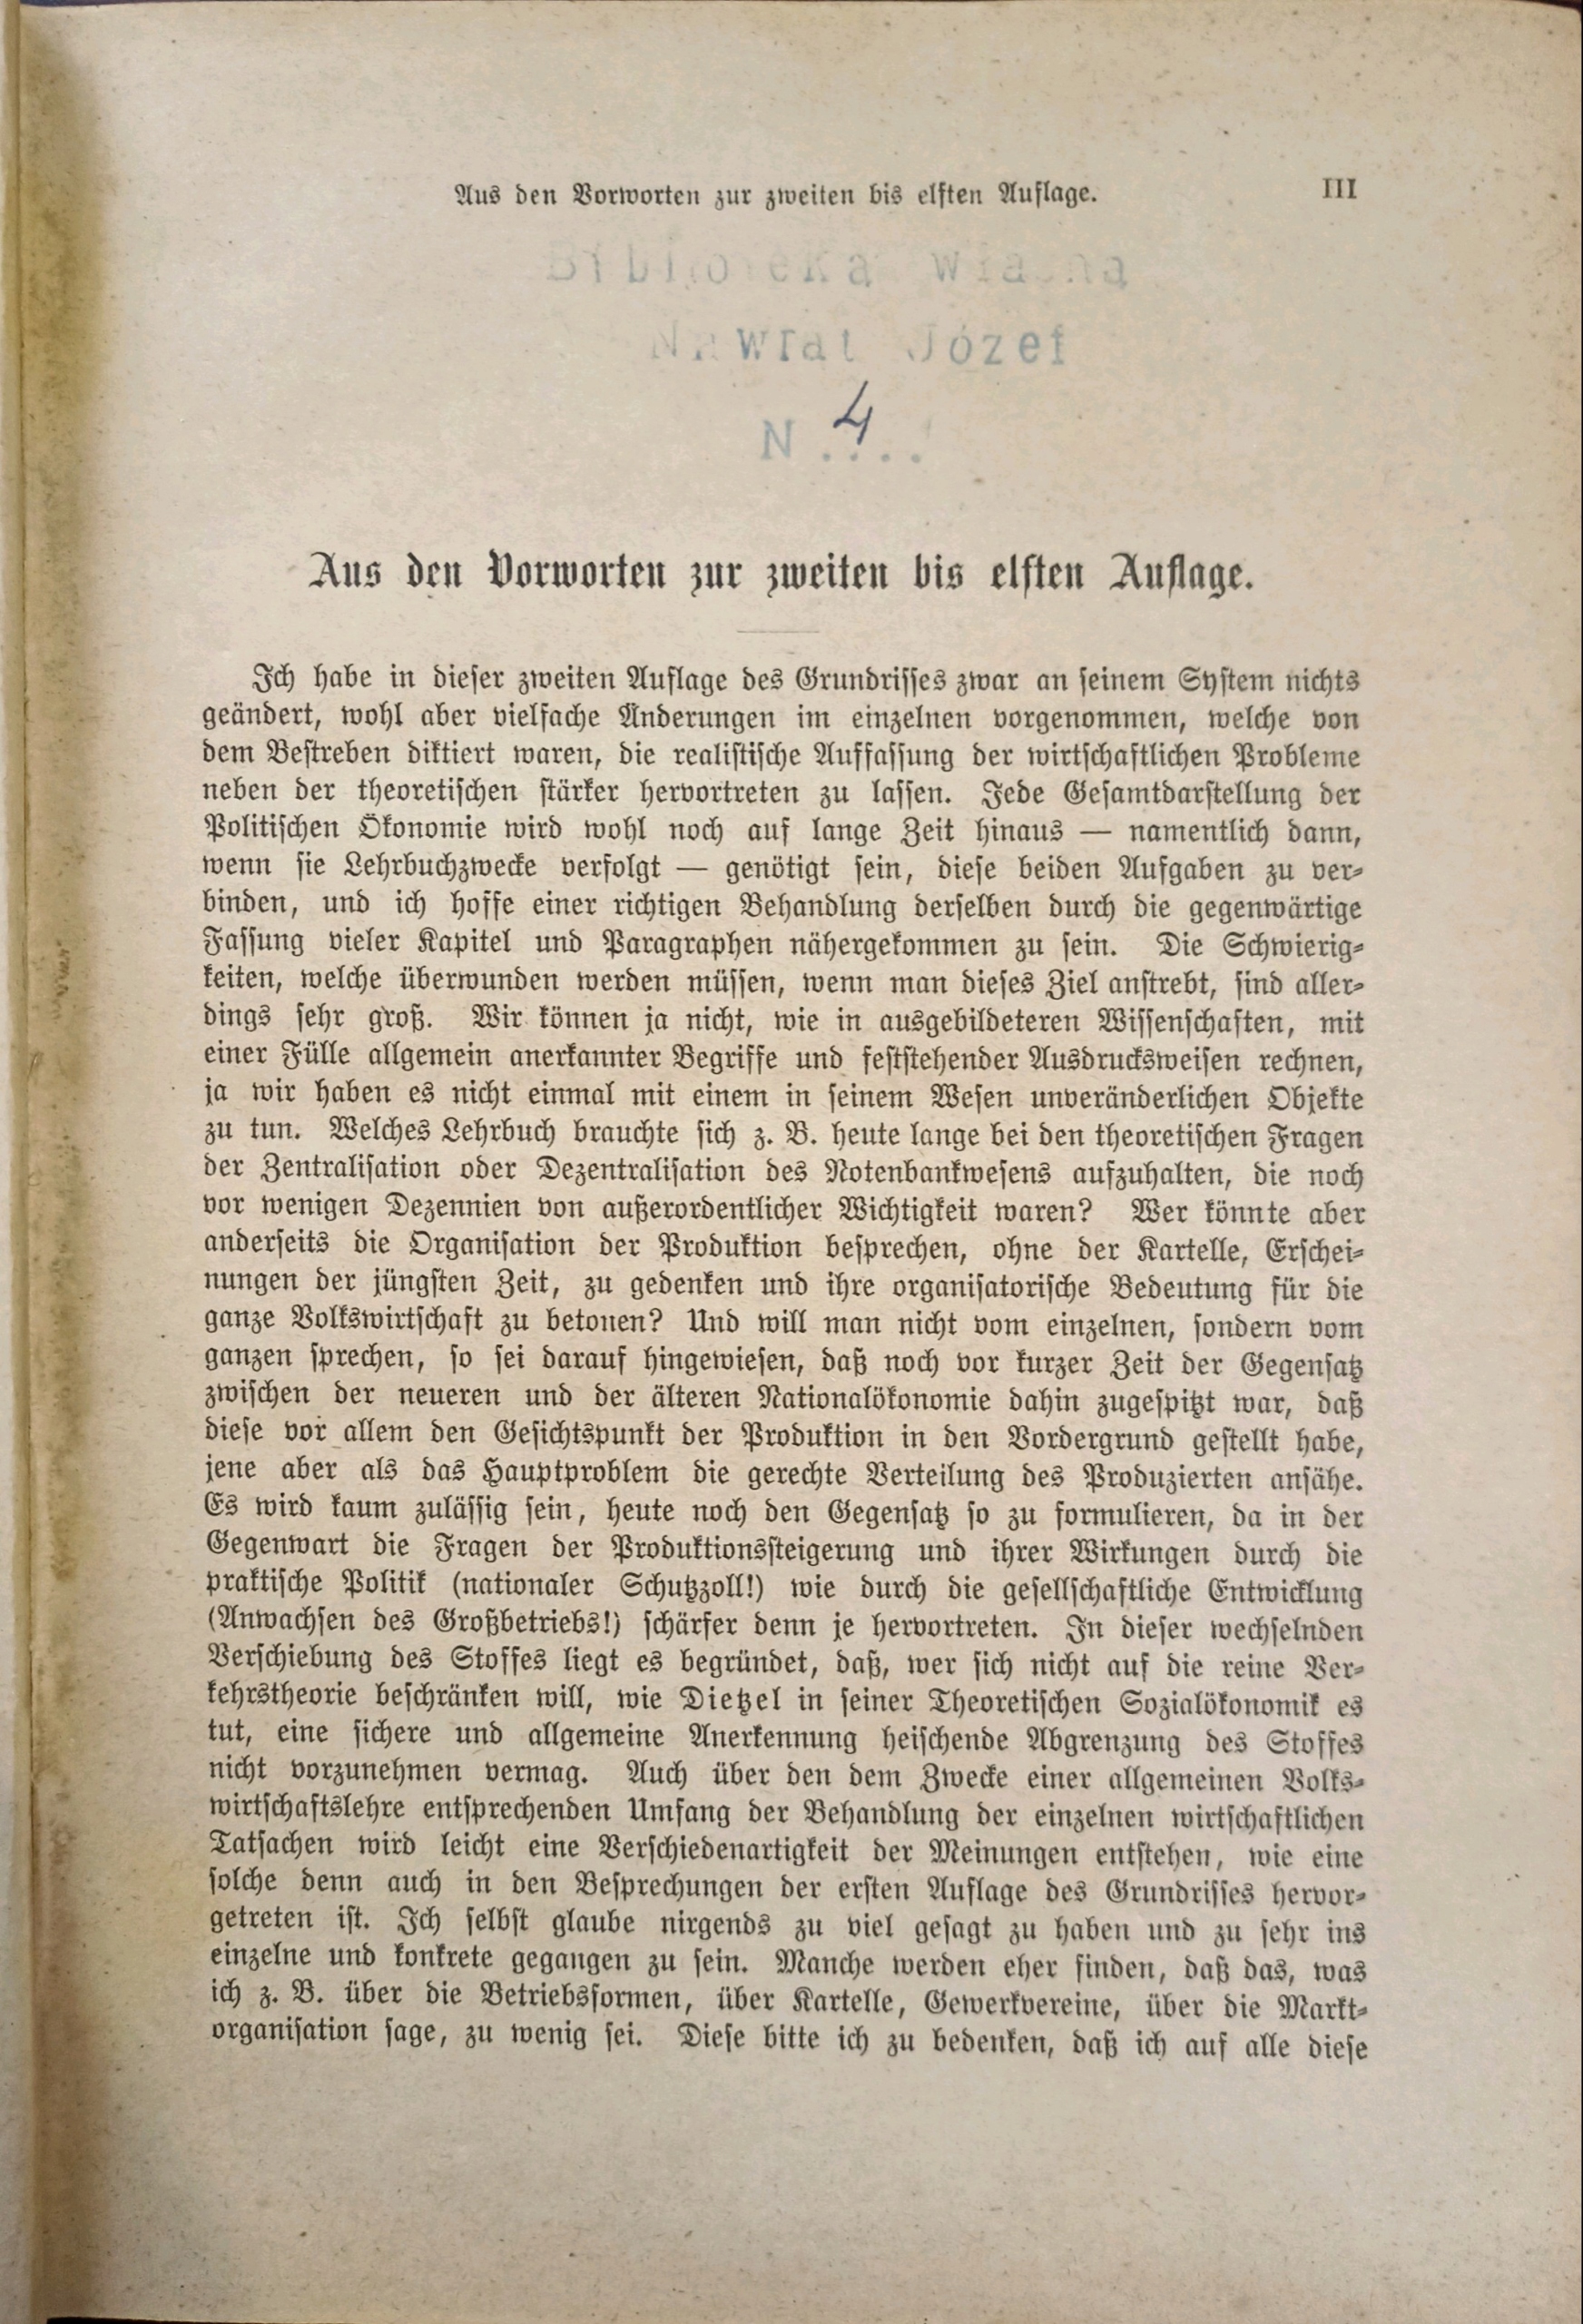 Aus den Vorworten zur zweiten bis elften Auflage. III
Józef
N 4....
Aus den Vorworten zur zweiten bis elften Auflage.
Ich habe in dieser zweiten Auflage des Grundrisses zwar an seinem System nichts
geändert, wohl aber vielfache Änderungen im einzelnen vorgenommen, welche von
dem Bestreben diktiert waren, die realistische Auffassung der wirtschaftlichen Probleme
neben der theoretischen stärker hervortreten zu lassen. Jede Gesamtdarstellung der
Politischen Ökonomie wird wohl noch auf lange Zeit hinaus — namentlich dann,
wenn sie Lehrbuchzwecke verfolgt — genötigt sein, diese beiden Aufgaben zu ver-
binden, und ich hoffe einer richtigen Behandlung derselben durch die gegenwärtige
Fassung vieler Kapitel und Paragraphen nähergekommen zu sein. Die Schwierig-
keiten, welche überwunden werden müssen, wenn man dieses Ziel anstrebt, sind aller-
dings sehr groß. Wir können ja nicht, wie in ausgebildeteren Wissenschaften, mit
einer Fülle allgemein anerkannter Begriffe und feststehender Ausdrucksweisen rechnen,
ja wir haben es nicht einmal mit einem in seinem Wesen unveränderlichen Objekte
zu tun. Welches Lehrbuch brauchte sich z. B. heute lange bei den theoretischen Fragen
der Zentralisation oder Dezentralisation des Notenbankwesens aufzuhalten, die noch
vor wenigen Dezennien von außerordentlicher Wichtigkeit waren? Wer könnte aber
anderseits die Organisation der Produktion besprechen, ohne der Kartelle, Erschei-
nungen der jüngsten Zeit, zu gedenken und ihre organisatorische Bedeutung für die
ganze Volkswirtschaft zu betonen? Und will man nicht vom einzelnen, sondern vom
ganzen sprechen, so sei darauf hingewiesen, daß noch vor kurzer Zeit der Gegensatz
zwischen der neueren und der älteren Nationalökonomie dahin zugespitzt war, daß
diese vor allem den Gesichtspunkt der Produktion in den Vordergrund gestellt habe,
jene aber als das Hauptproblem die gerechte Verteilung des Produzierten ansähe.
Es wird kaum zulässig sein, heute noch den Gegensatz so zu formulieren, da in der
Gegenwart die Fragen der Produktionssteigerung und ihrer Wirkungen durch die
praktische Politik (nationaler Schutzzoll!) wie durch die gesellschaftliche Entwicklung
(Anwachsen des Großbetriebs!) schärfer denn je hervortreten. In dieser wechselnden
Verschiebung des Stoffes liegt es begründet, daß, wer sich nicht auf die reine Ver-
kehrstheorie beschränken will, wie Dietzel in seiner Theoretischen Sozialökonomik es
tut, eine sichere und allgemeine Anerkennung heischende Abgrenzung des Stoffes
nicht vorzunehmen vermag. Auch über den dem Zwecke einer allgemeinen Volks-
wirtschaftslehre entsprechenden Umfang der Behandlung der einzelnen wirtschaftlichen
Tatsachen wird leicht eine Verschiedenartigkeit der Meinungen entstehen, wie eine
solche denn auch in den Besprechungen der ersten Auflage des Grundrisses hervor-
getreten ist. Ich selbst glaube nirgends zu viel gesagt zu haben und zu sehr ins
einzelne und konkrete gegangen zu sein. Manche werden eher finden, daß das, was
ich z. B. über die Betriebsformen, über Kartelle, Gewerkvereine, über die Markt-
organisation sage, zu wenig sei. Diese bitte ich zu bedenken, daß ich auf alle diese